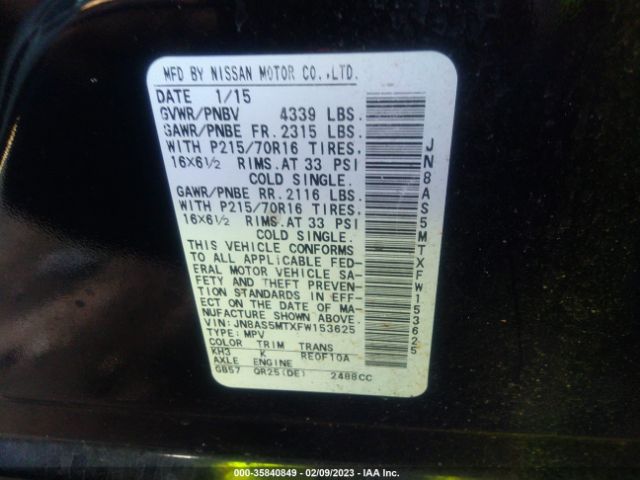 MFD BY NISSAN MOTOR CO.,LTD.
DATE 1/15
GVWR/PNBV 4339 LBS.
GAWR/PNBE FR. 2315 LBS.
WITH P215/70R16 TIRES.
16X6½ RIMS.AT 33 PSI
COLD SINGLE.
GAWR/PNBE RR. 2116 LBS.
WITH P215/70R16 TIRES.
16X6½ RIMS.AT 33 PSI
COLD SINGLE.
THIS VEHICLE CONFORMS
TO ALL APPLICABLE FED-
ERAL MOTOR VEHICLE SA-
FETY AND THEFT PREVEN-
TION STANDARDS IN EFF-
ECT ON THE DATE OF MA-
NUFACTURE SHOWN ABOVE.
VIN: JN8AS5MTXFW153625
TYPE: MPV
COLOR TRIM TRANS
KH3 K RE0F10A
AXLE ENGINE
GB57 QR25(DE) 2488CC
JN8AS5MTXFW153625
000-35840849 - 02/09/2023 - IAA Inc.